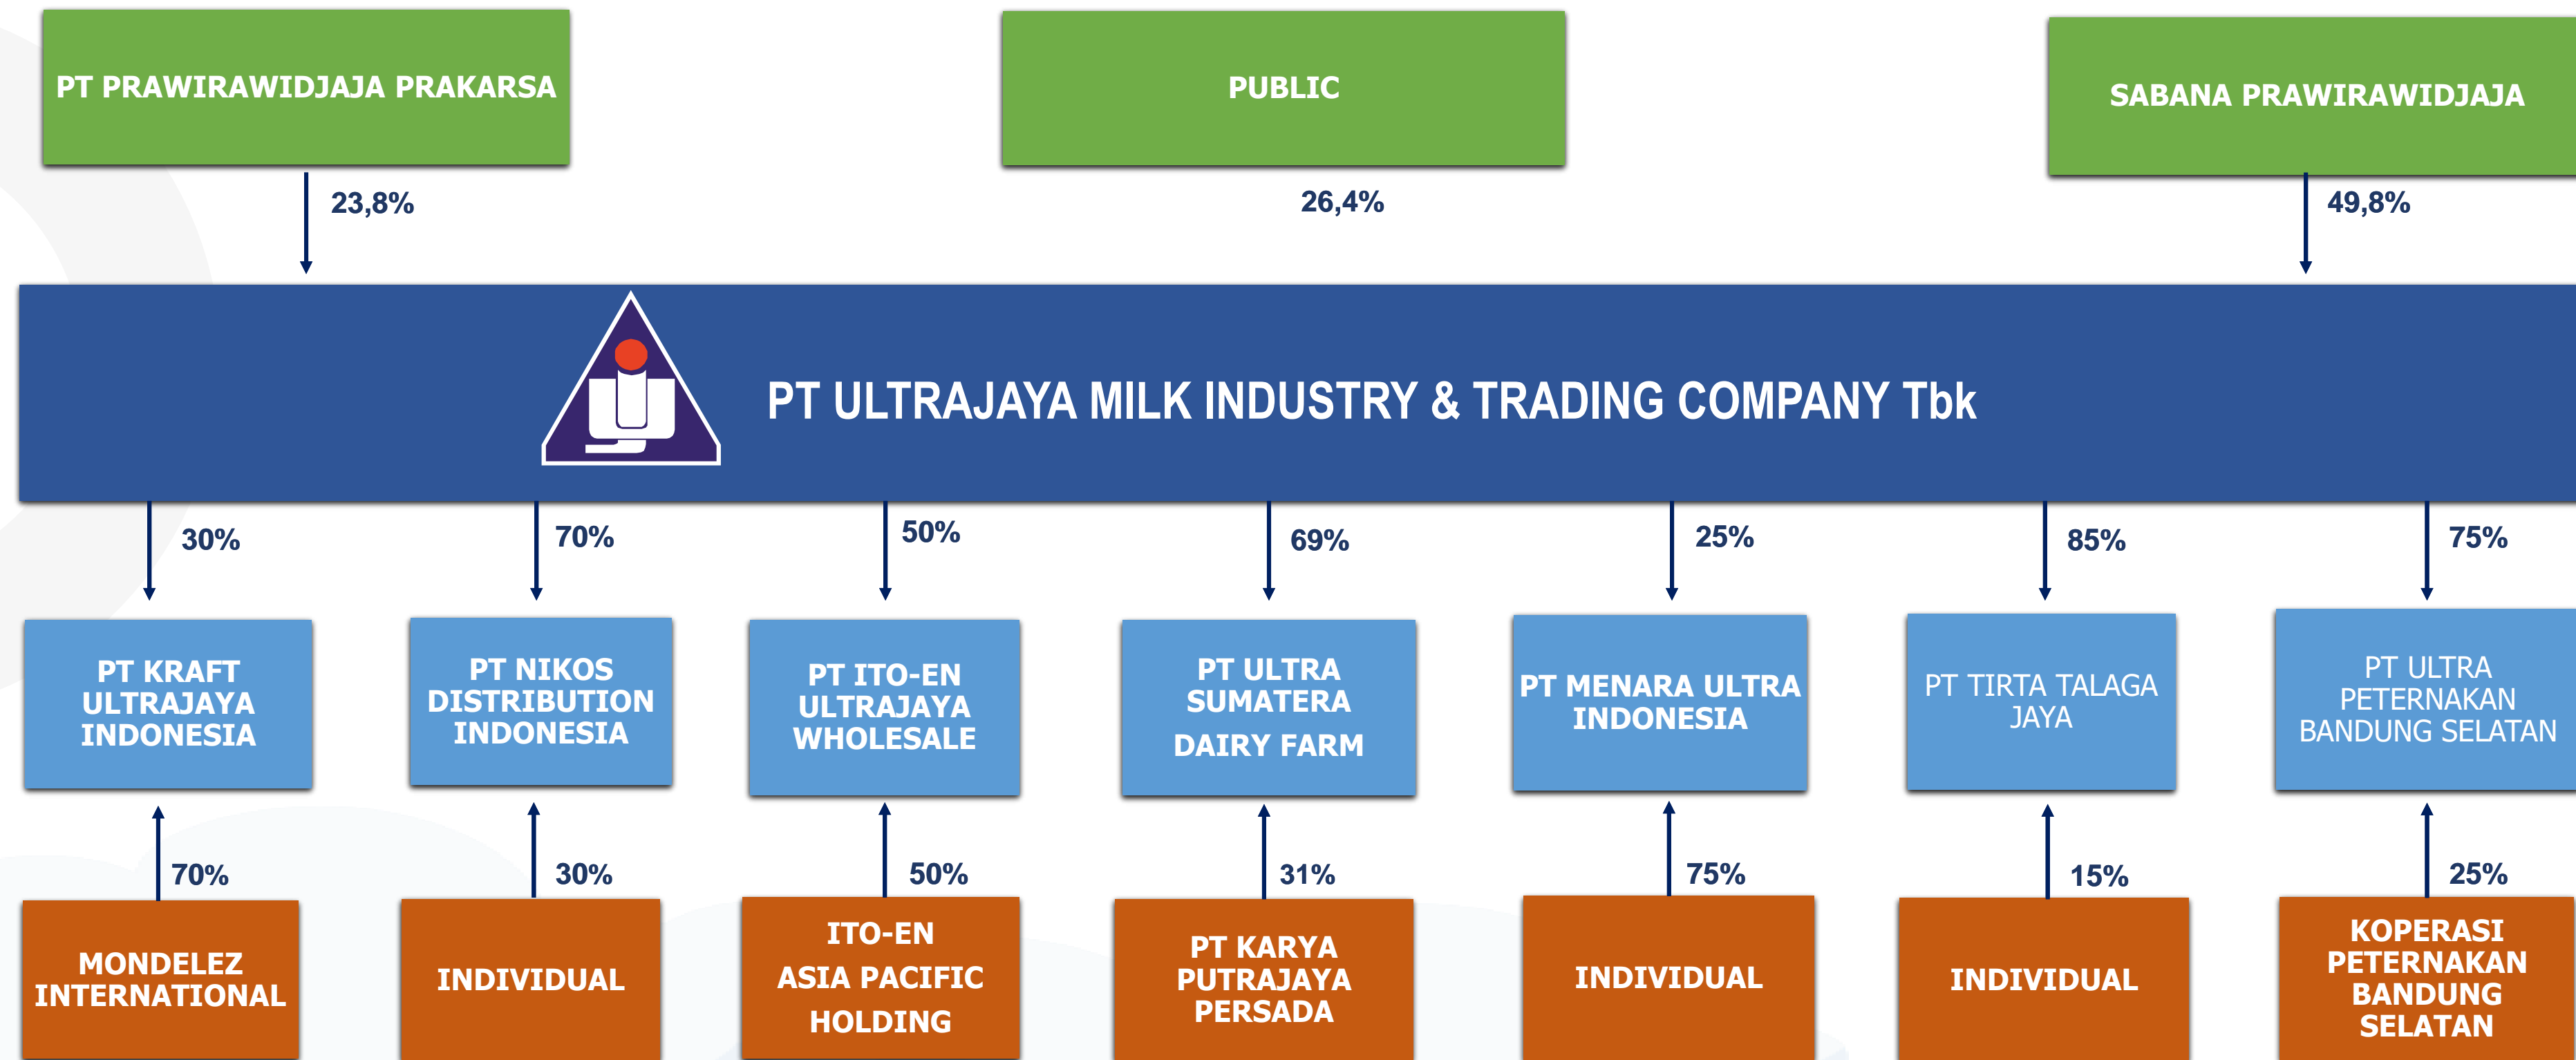 PT PRAWIRAWIDJAJA PRAKARSA
PUBLIC
SABANA PRAWIRAWIDJAJA
23,8%
26,4%
49,8%
PT ULTRAJAYA MILK INDUSTRY & TRADING COMPANY Tbk
30%
70%
50%
69%
25%
85%
75%
PT KRAFT
ULTRAJAYA
INDONESIA
PT NIKOS
DISTRIBUTION
INDONESIA
PT ITO-EN
ULTRAJAYA
WHOLESALE
PT ULTRA
SUMATERA
DAIRY FARM
PT MENARA ULTRA
INDONESIA
PT TIRTA TALAGA
JAYA
PT ULTRA
PETERNAKAN
BANDUNG SELATAN
70%
30%
50%
31%
75%
15%
25%
MONDELEZ
INTERNATIONAL
INDIVIDUAL
ITO-EN
ASIA PACIFIC
HOLDING
PT KARYA
PUTRAJAYA
PERSADA
INDIVIDUAL
INDIVIDUAL
KOPERASI
PETERNAKAN
BANDUNG
SELATAN